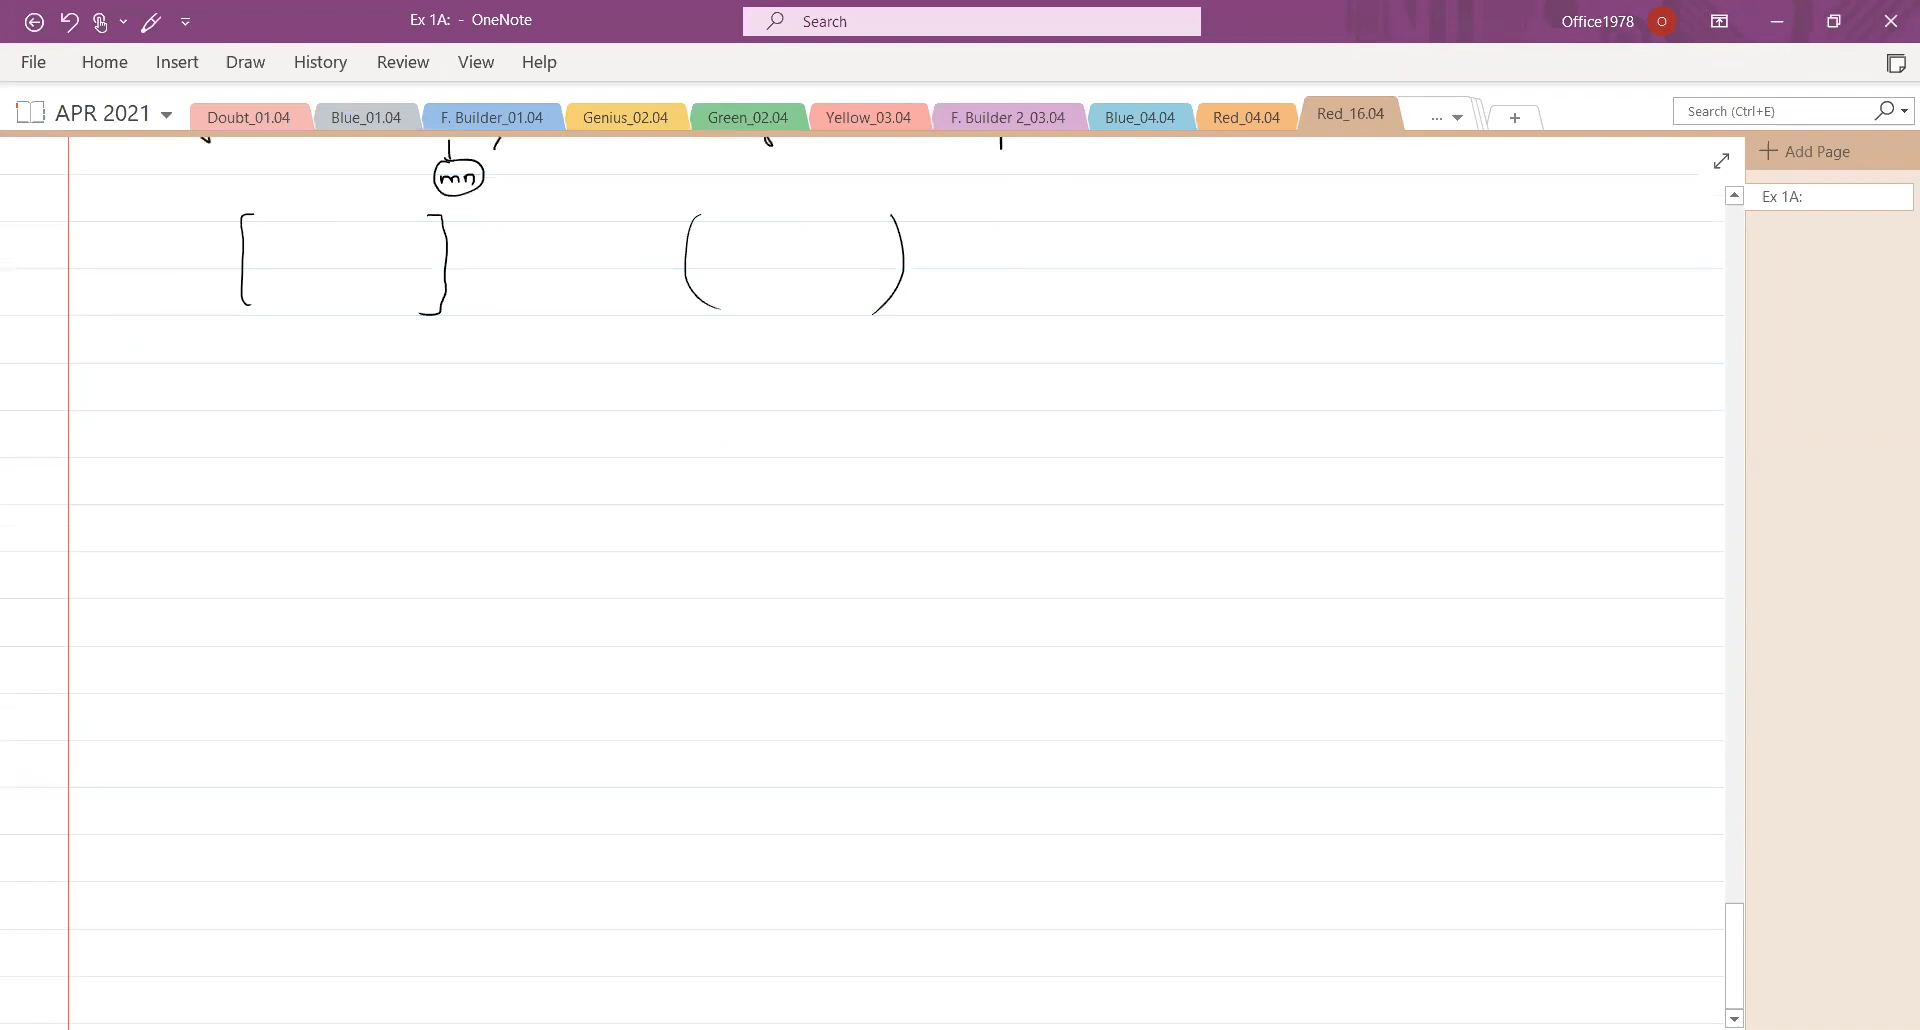 Ex 1A: - OneNote
Search
Office1978
O
File Home Insert Draw History Review View Help
APR 2021
Doubt_01.04 Blue_01.04 F. Builder_01.04 Genius_02.04 Green_02.04 Yellow_03.04 F. Builder 2_03.04 Blue_04.04 Red_04.04 Red_16.04 ... +
Search (Ctrl+E)
Add Page
Ex 1A:
mn
[ ] ( )